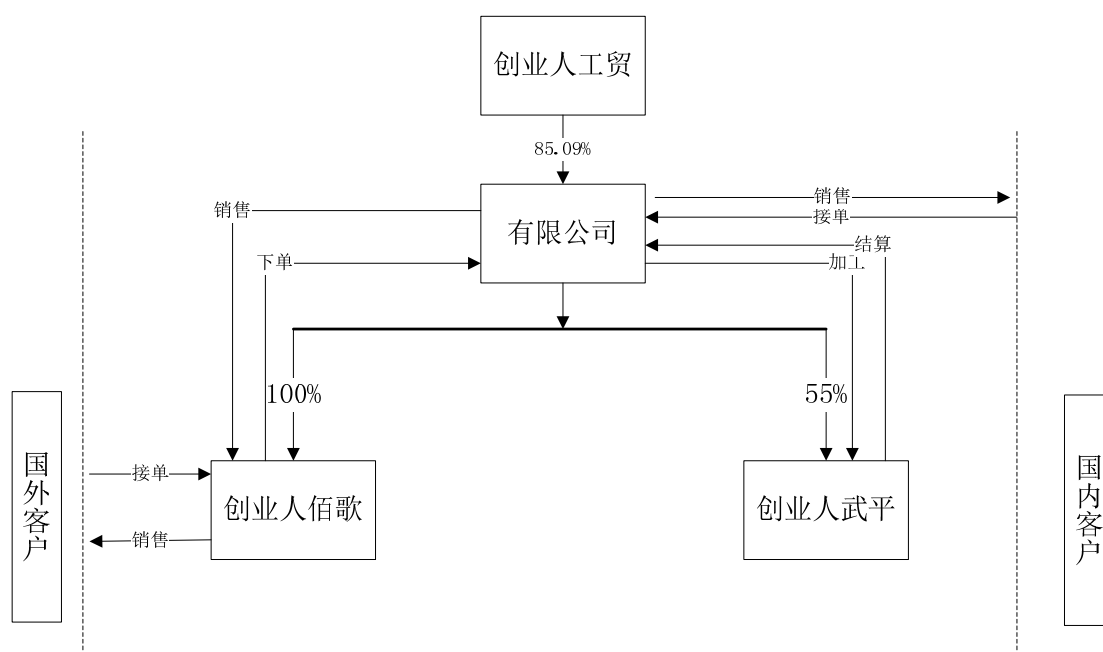 创业人工贸
85.09%
有限公司
销售
接单
结算
加工
销售
下单
100%
55%
国外客户
接单
销售
创业人佰歌
创业人武平
国内客户